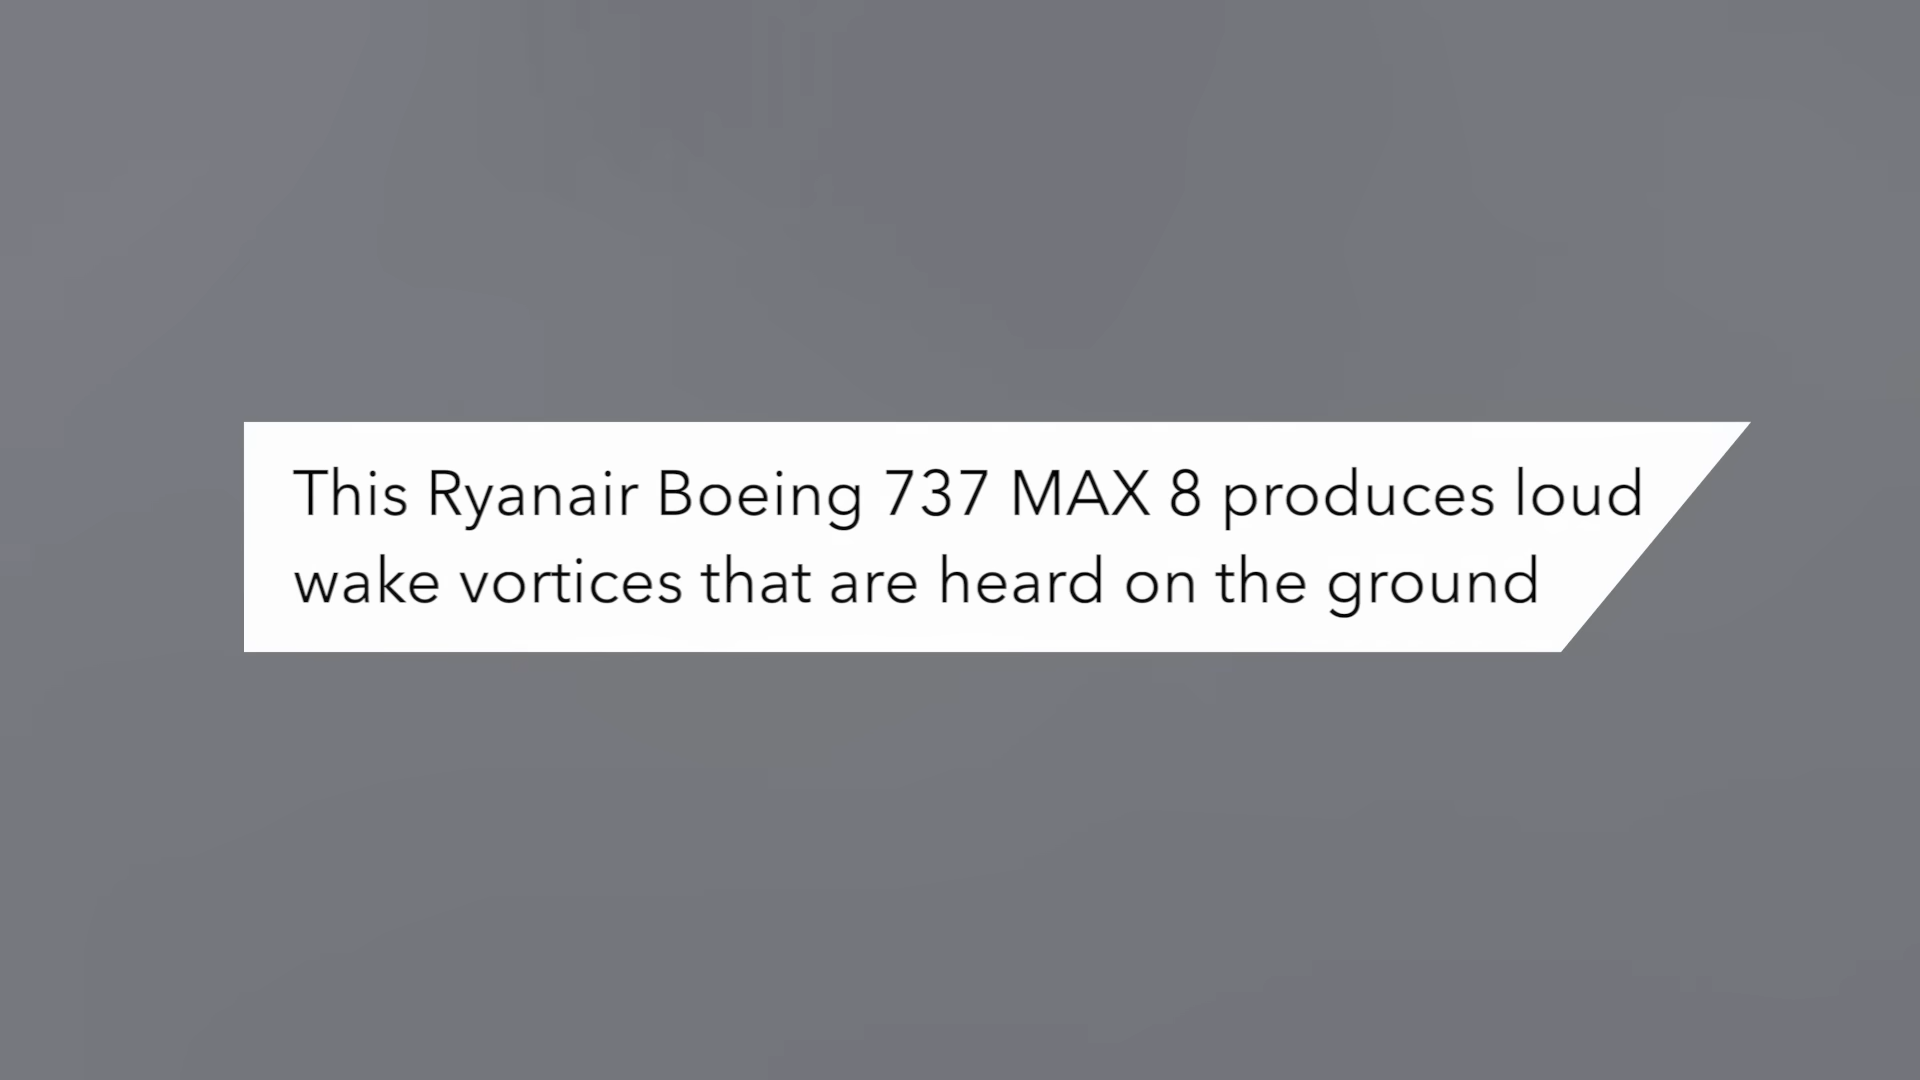 This Ryanair Boeing 737 MAX 8 produces loud
wake vortices that are heard on the ground